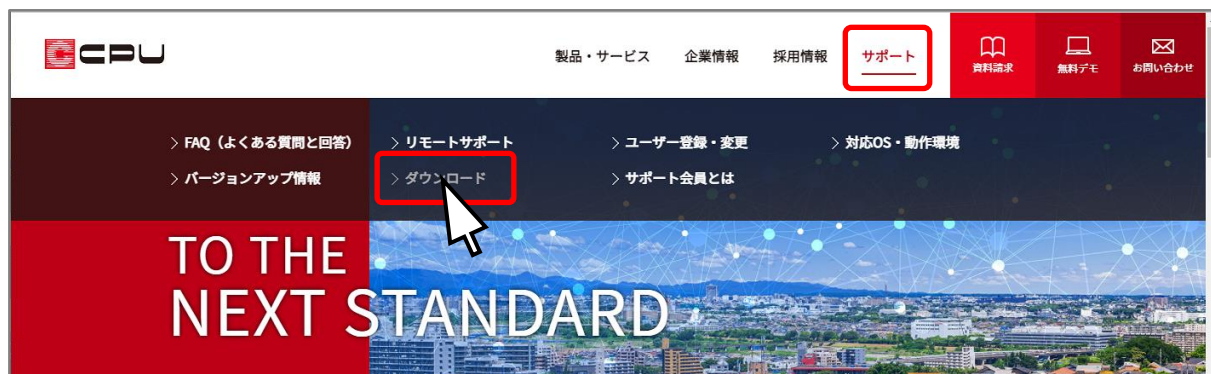 CPU
製品・サービス 企業情報 採用情報 サポート 資料請求 無料デモ お問い合わせ
> FAQ（よくある質問と回答） > リモートサポート > ユーザー登録・変更 > 対応OS・動作環境
> バージョンアップ情報 > ダウンロード > サポート会員とは
TO THE
NEXT STANDARD